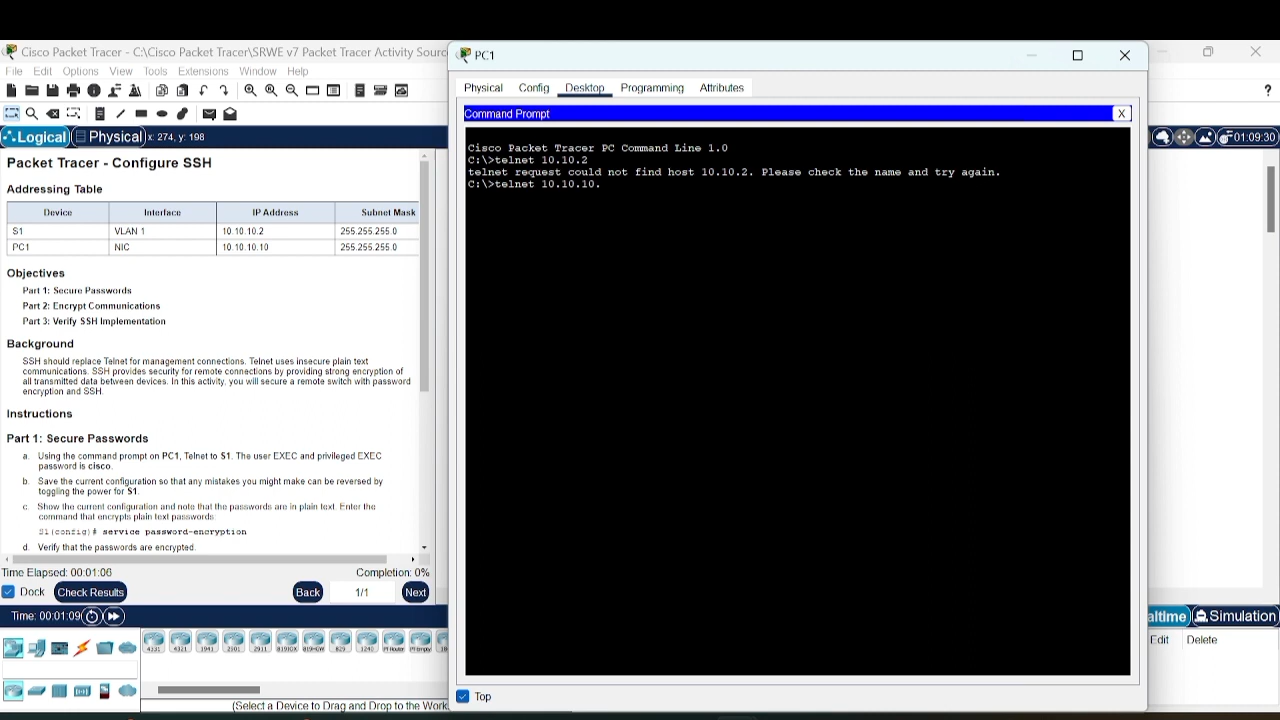 Cisco Packet Tracer - C:\Cisco Packet Tracer\SRWE v7 Packet Tracer Activity Sourc
PC1
File Edit Options View Tools Extensions Window Help
Physical Config Desktop Programming Attributes
Command Prompt X
?
Logical Physical x: 274, y: 198
01:09:30
Cisco Packet Tracer PC Command Line 1.0
C:\>telnet 10.10.2
telnet request could not find host 10.10.2. Please check the name and try again.
C:\>telnet 10.10.10.
Packet Tracer - Configure SSH
Addressing Table
Device Interface IP Address Subnet Mask
S1 VLAN 1 10.10.10.2 255.255.255.0
PC1 NIC 10.10.10.10 255.255.255.0
Objectives
Part 1: Secure Passwords
Part 2: Encrypt Communications
Part 3: Verify SSH Implementation
Background
SSH should replace Telnet for management connections. Telnet uses insecure plain text
communications. SSH provides security for remote connections by providing strong encryption of
all transmitted data between devices. In this activity, you will secure a remote switch with password
encryption and SSH.
Instructions
Part 1: Secure Passwords
a. Using the command prompt on PC1, Telnet to S1. The user EXEC and privileged EXEC
password is cisco.
b. Save the current configuration so that any mistakes you might make can be reversed by
toggling the power for S1.
c. Show the current configuration and note that the passwords are in plain text. Enter the
command that encrypts plain text passwords:
S1(config)# service password-encryption
d. Verify that the passwords are encrypted.
Time Elapsed: 00:01:06 Completion: 0%
Dock Check Results Back 1/1 Next
Time: 00:01:09
altime Simulation
Edit Delete
4331 4321 1941 2901 2911 819IOX 819HGW 829 1240 PT-Router PT-Empty
Top
(Select a Device to Drag and Drop to the Work